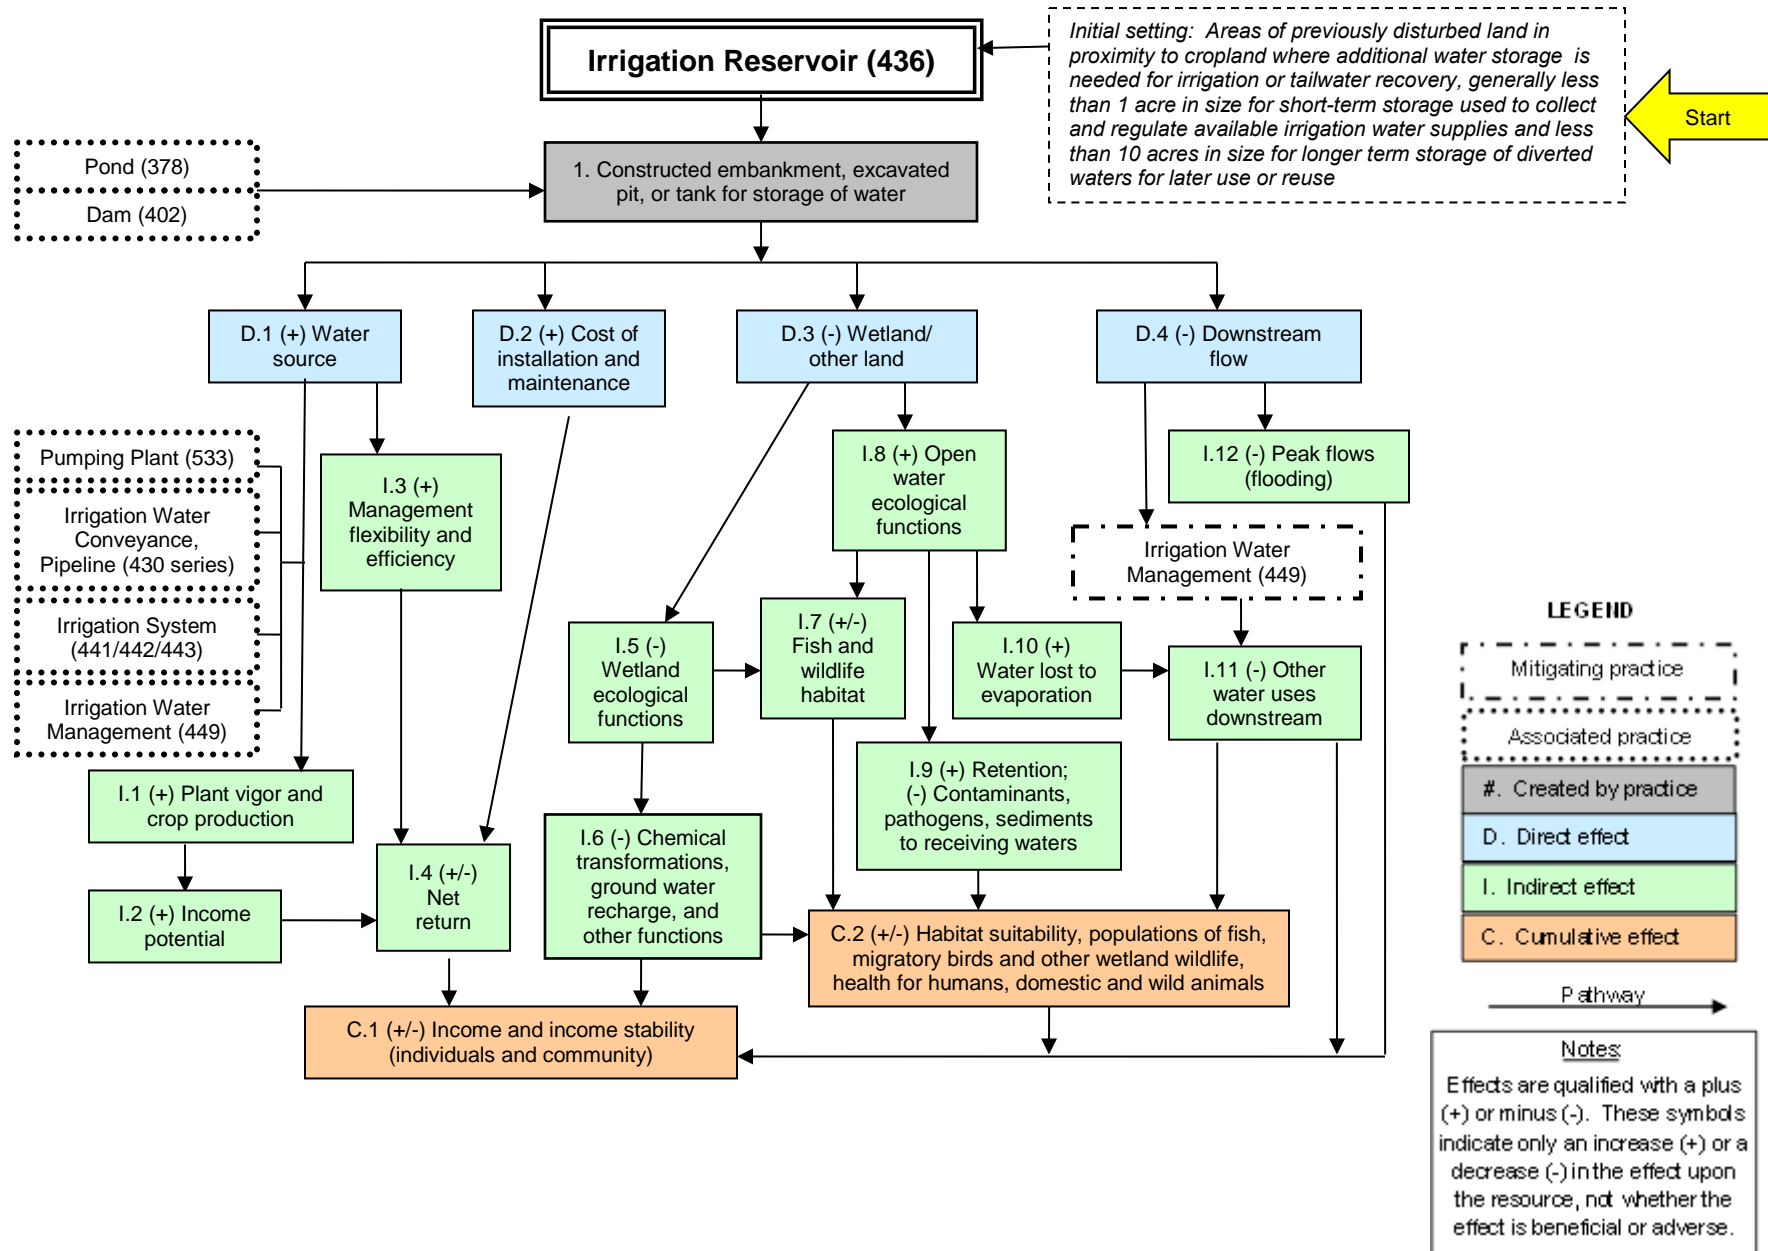 Irrigation Reservoir (436)
Initial setting:  Areas of previously disturbed land in
proximity to cropland where additional water storage  is
needed for irrigation or tailwater recovery, generally less
than 1 acre in size for short-term storage used to collect
and regulate available irrigation water supplies and less
than 10 acres in size for longer term storage of diverted
waters for later use or reuse
Start
Pond (378)
Dam (402)
1. Constructed embankment, excavated
pit, or tank for storage of water
D.1 (+) Water
source
D.2 (+) Cost of
installation and
maintenance
D.3 (-) Wetland/
other land
D.4 (-) Downstream
flow
Pumping Plant (533)
Irrigation Water
Conveyance,
Pipeline (430 series)
Irrigation System
(441/442/443)
Irrigation Water
Management (449)
I.3 (+)
Management
flexibility and
efficiency
I.8 (+) Open
water
ecological
functions
I.12 (-) Peak flows
(flooding)
Irrigation Water
Management (449)
I.5 (-)
Wetland
ecological
functions
I.7 (+/-)
Fish and
wildlife
habitat
I.10 (+)
Water lost to
evaporation
I.11 (-) Other
water uses
downstream
I.1 (+) Plant vigor and
crop production
I.2 (+) Income
potential
I.4 (+/-)
Net
return
I.6 (-) Chemical
transformations,
ground water
recharge, and
other functions
I.9 (+) Retention;
(-) Contaminants,
pathogens, sediments
to receiving waters
C.2 (+/-) Habitat suitability, populations of fish,
migratory birds and other wetland wildlife,
health for humans, domestic and wild animals
C.1 (+/-) Income and income stability
(individuals and community)
LEGEND
Mitigating practice
Associated practice
#.  Created by practice
D.  Direct effect
I.  Indirect effect
C.  Cumulative effect
Pathway
Notes:
Effects are qualified with a plus
(+) or minus (-).  These symbols
indicate only an increase (+) or a
decrease (-) in the effect upon
the resource, not whether the
effect is beneficial or adverse.